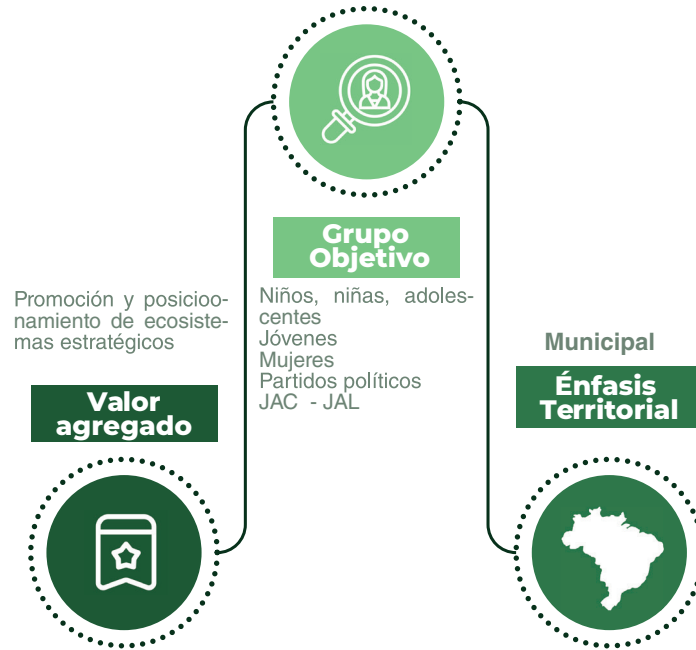 Grupo
Objetivo
Niños, niñas, adoles-
centes
Jóvenes
Mujeres
Partidos políticos
JAC - JAL
Promoción y posicioo-
namiento de ecosiste-
mas estratégicos
Valor
agregado
Municipal
Énfasis
Territorial